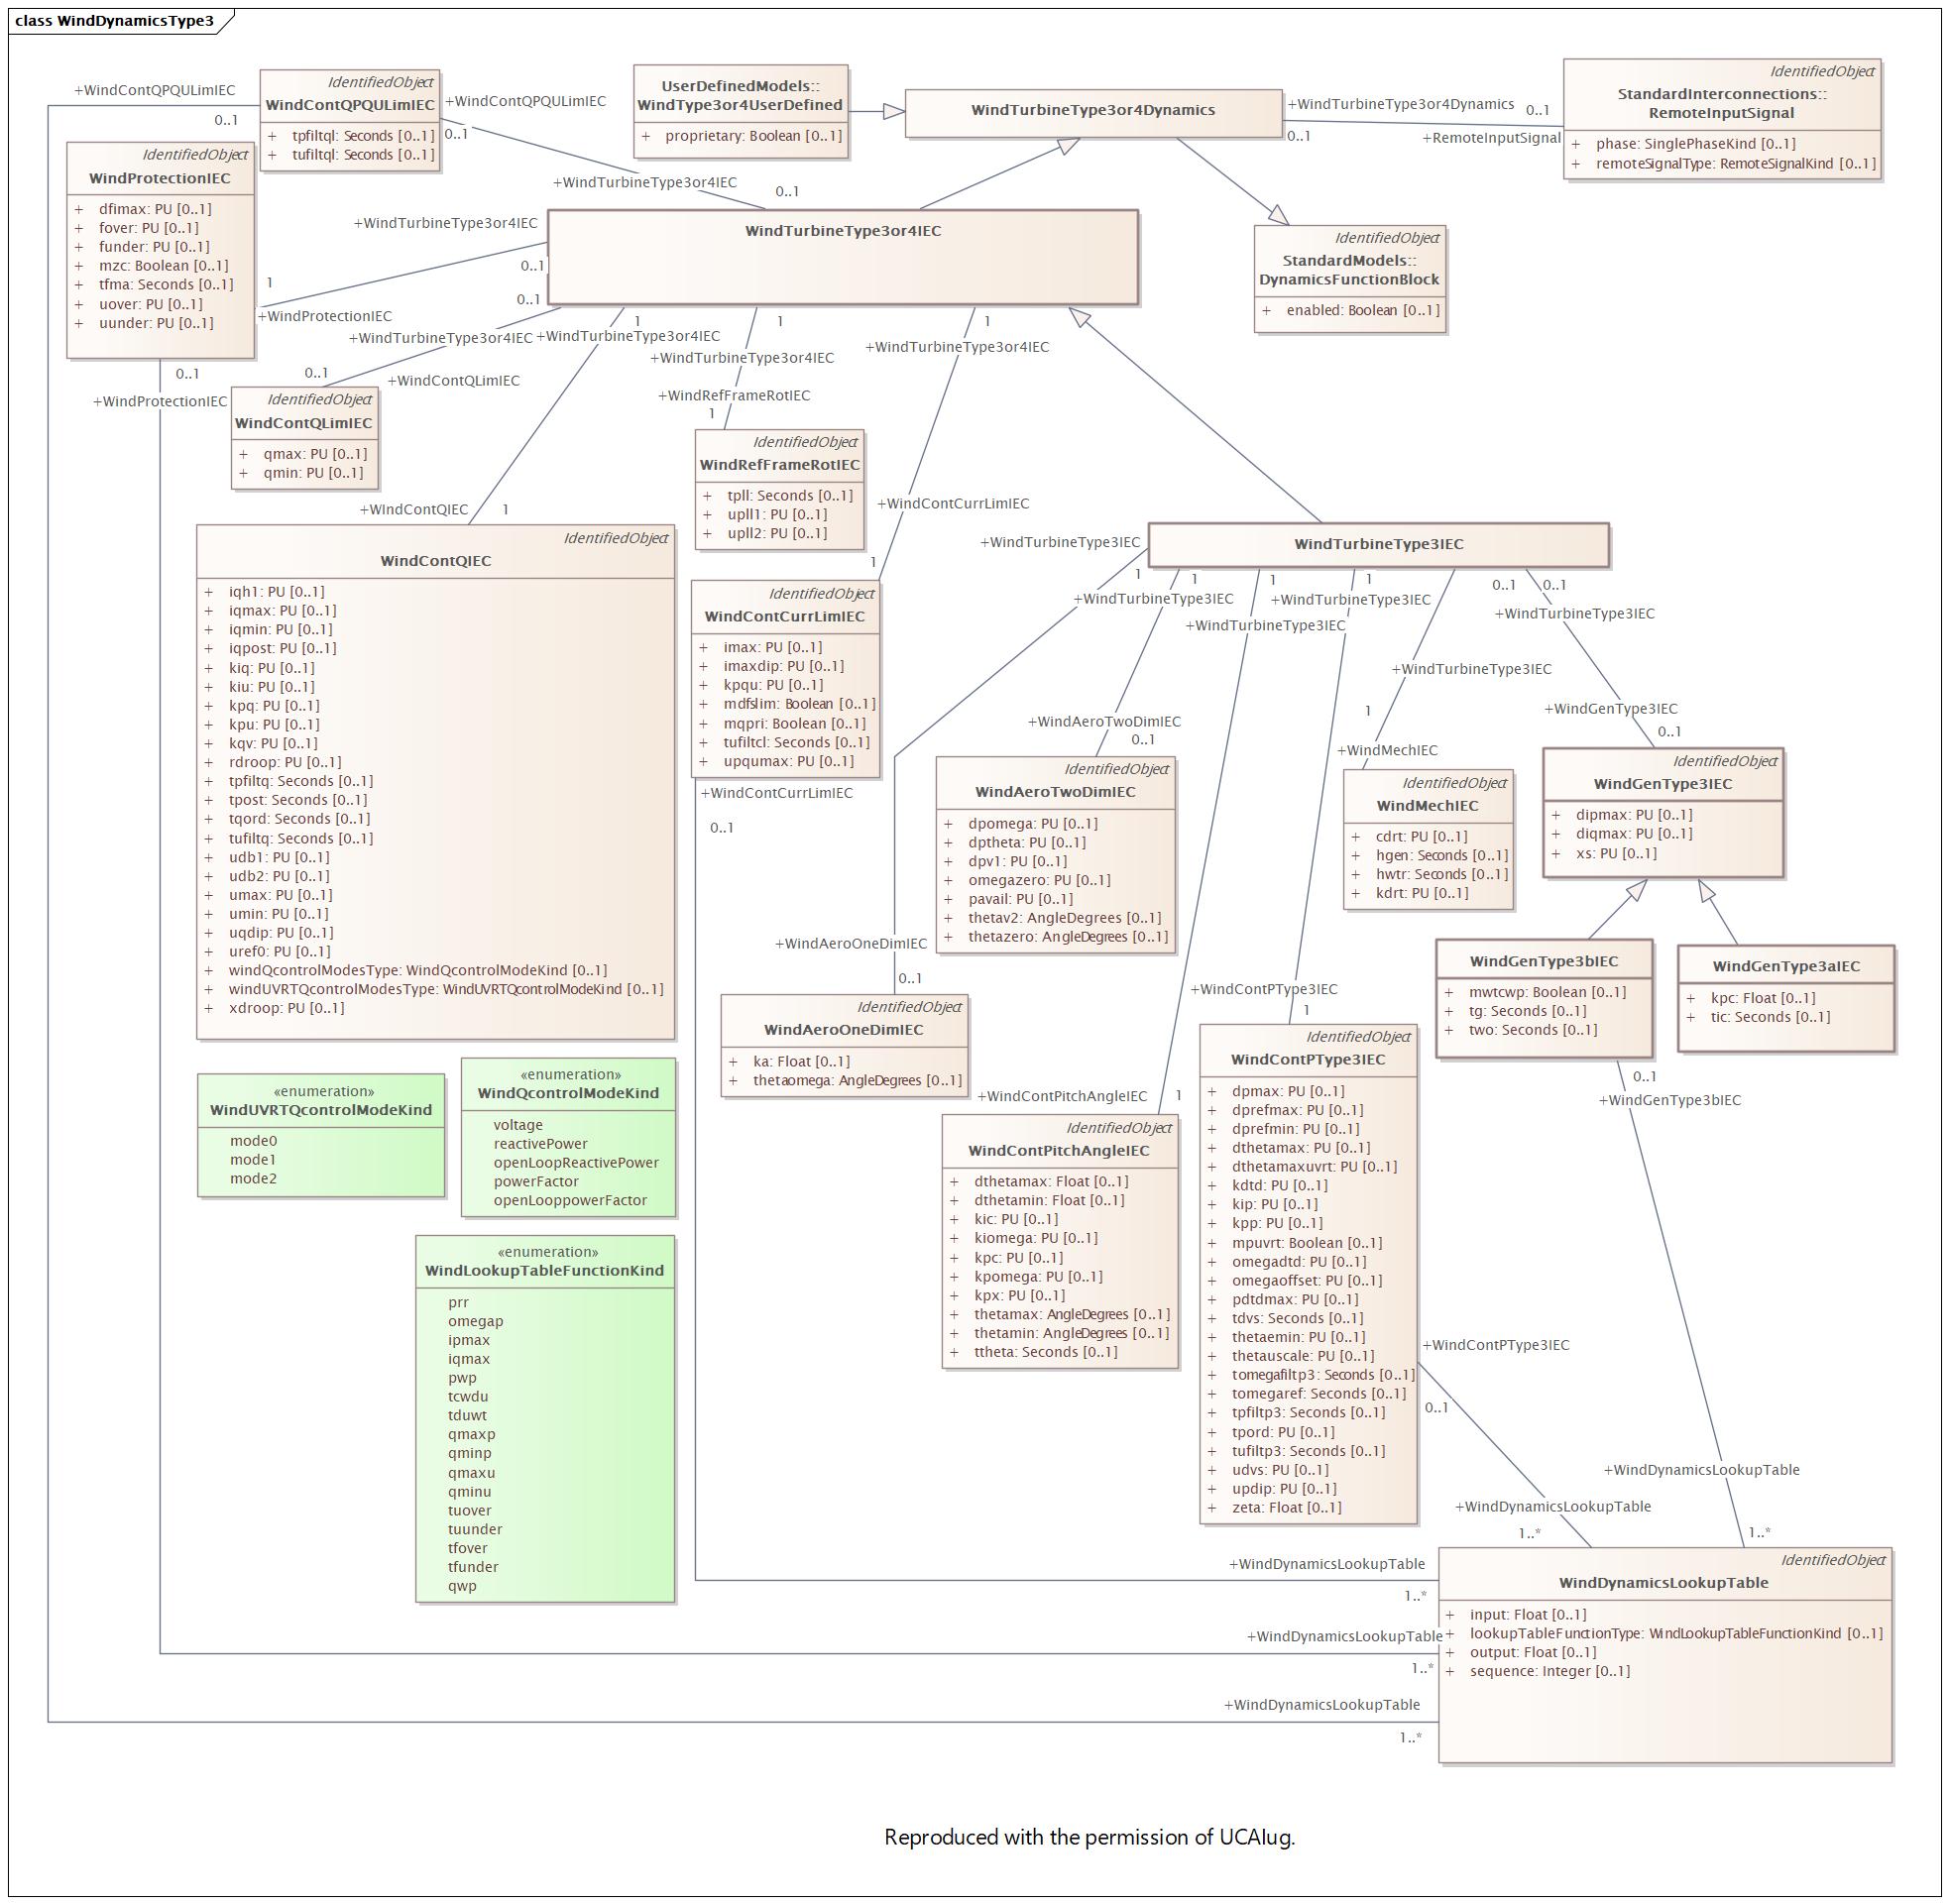 class WindDynamicsType3
+WindContQPQULimIEC
0..1
IdentifiedObject
WindContQPQULimIEC
+ tpfiltql: Seconds [0..1]
+ tufiltql: Seconds [0..1]
+WindContQPQULimIEC
0..1
+WindTurbineType3or4IEC
0..1
UserDefinedModels::
WindType3or4UserDefined
+ proprietary: Boolean [0..1]
WindTurbineType3or4Dynamics
+WindTurbineType3or4Dynamics
0..1
0..1
+RemoteInputSignal
IdentifiedObject
StandardInterconnections::
RemoteInputSignal
+ phase: SinglePhaseKind [0..1]
+ remoteSignalType: RemoteSignalKind [0..1]
IdentifiedObject
WindProtectionIEC
+ dfimax: PU [0..1]
+ fover: PU [0..1]
+ funder: PU [0..1]
+ mzc: Boolean [0..1]
+ tfma: Seconds [0..1]
+ uover: PU [0..1]
+ uunder: PU [0..1]
WindTurbineType3or4IEC
IdentifiedObject
StandardModels::
DynamicsFunctionBlock
+ enabled: Boolean [0..1]
+WindTurbineType3or4IEC
0..1
1
+WindProtectionIEC
0..1
+WindTurbineType3or4IEC
0..1
+WindContQLimIEC
0..1
+WindProtectionIEC
IdentifiedObject
WindContQLimIEC
+ qmax: PU [0..1]
+ qmin: PU [0..1]
1
+WindTurbineType3or4IEC
+WindContQIEC
1
1
+WindTurbineType3or4IEC
+WindRefFrameRotIEC
1
IdentifiedObject
WindRefFrameRotIEC
+ tpll: Seconds [0..1]
+ upll1: PU [0..1]
+ upll2: PU [0..1]
1
+WindTurbineType3or4IEC
+WindContCurrLimIEC
1
IdentifiedObject
WindContQIEC
+ iqh1: PU [0..1]
+ iqmax: PU [0..1]
+ iqmin: PU [0..1]
+ iqpost: PU [0..1]
+ kiq: PU [0..1]
+ kiu: PU [0..1]
+ kpq: PU [0..1]
+ kpu: PU [0..1]
+ kqv: PU [0..1]
+ rdroop: PU [0..1]
+ tpfiltq: Seconds [0..1]
+ tpost: Seconds [0..1]
+ tqord: Seconds [0..1]
+ tufiltq: Seconds [0..1]
+ udb1: PU [0..1]
+ udb2: PU [0..1]
+ umax: PU [0..1]
+ umin: PU [0..1]
+ uqdip: PU [0..1]
+ uref0: PU [0..1]
+ windQcontrolModesType: WindQcontrolModeKind [0..1]
+ windUVRTQcontrolModesType: WindUVRTQcontrolModeKind [0..1]
+ xdroop: PU [0..1]
IdentifiedObject
WindContCurrLimIEC
+ imax: PU [0..1]
+ imaxdip: PU [0..1]
+ kpqu: PU [0..1]
+ mdfslim: Boolean [0..1]
+ mqpri: Boolean [0..1]
+ tufiltcl: Seconds [0..1]
+ upqumax: PU [0..1]
+WindContCurrLimIEC
0..1
WindTurbineType3IEC
+WindTurbineType3IEC
1
+WindTurbineType3IEC
1
+WindTurbineType3IEC
1
+WindTurbineType3IEC
1
+WindTurbineType3IEC
0..1
+WindTurbineType3IEC
0..1
+WindAeroTwoDimIEC
0..1
+WindMechIEC
1
+WindGenType3IEC
0..1
IdentifiedObject
WindAeroTwoDimIEC
+ dpomega: PU [0..1]
+ dptheta: PU [0..1]
+ dpv1: PU [0..1]
+ omegazero: PU [0..1]
+ pavail: PU [0..1]
+ thetav2: AngleDegrees [0..1]
+ thetazero: AngleDegrees [0..1]
IdentifiedObject
WindMechIEC
+ cdrt: PU [0..1]
+ hgen: Seconds [0..1]
+ hwtr: Seconds [0..1]
+ kdrt: PU [0..1]
IdentifiedObject
WindGenType3IEC
+ dipmax: PU [0..1]
+ diqmax: PU [0..1]
+ xs: PU [0..1]
+WindAeroOneDimIEC
0..1
IdentifiedObject
WindAeroOneDimIEC
+ ka: Float [0..1]
+ thetaomega: AngleDegrees [0..1]
WindGenType3bIEC
+ mwtcwp: Boolean [0..1]
+ tg: Seconds [0..1]
+ two: Seconds [0..1]
WindGenType3aIEC
+ kpc: Float [0..1]
+ tic: Seconds [0..1]
0..1
+WindGenType3bIEC
+WindContPType3IEC
1
IdentifiedObject
WindContPType3IEC
+ dpmax: PU [0..1]
+ dprefmax: PU [0..1]
+ dprefmin: PU [0..1]
+ dthetamax: PU [0..1]
+ dthetamaxuvrt: PU [0..1]
+ kdtd: PU [0..1]
+ kip: PU [0..1]
+ kpp: PU [0..1]
+ mpuvrt: Boolean [0..1]
+ omegadtd: PU [0..1]
+ omegaoffset: PU [0..1]
+ pdtdmax: PU [0..1]
+ tdvs: Seconds [0..1]
+ thetaemin: PU [0..1]
+ thetauscale: PU [0..1]
+ tomegafiltp3: Seconds [0..1]
+ tomegaref: Seconds [0..1]
+ tpfiltp3: Seconds [0..1]
+ tpord: PU [0..1]
+ tufiltp3: Seconds [0..1]
+ udvs: PU [0..1]
+ updip: PU [0..1]
+ zeta: Float [0..1]
+WindContPitchAngleIEC
1
IdentifiedObject
WindContPitchAngleIEC
+ dthetamax: Float [0..1]
+ dthetamin: Float [0..1]
+ kic: PU [0..1]
+ kiomega: PU [0..1]
+ kpc: PU [0..1]
+ kpomega: PU [0..1]
+ kpx: PU [0..1]
+ thetamax: AngleDegrees [0..1]
+ thetamin: AngleDegrees [0..1]
+ ttheta: Seconds [0..1]
«enumeration»
WindUVRTQcontrolModeKind
mode0
mode1
mode2
«enumeration»
WindQcontrolModeKind
voltage
reactivePower
openLoopReactivePower
powerFactor
openLooppowerFactor
«enumeration»
WindLookupTableFunctionKind
prr
omegap
ipmax
iqmax
pwp
tcwdu
tduwt
qmaxp
qminp
qmaxu
qminu
tuover
tuunder
tfover
tfunder
qwp
+WindContPType3IEC
0..1
+WindDynamicsLookupTable
1..*
+WindDynamicsLookupTable
1..*
+WindDynamicsLookupTable
1..*
+WindDynamicsLookupTable
1..*
+WindDynamicsLookupTable
1..*
IdentifiedObject
WindDynamicsLookupTable
+ input: Float [0..1]
+ lookupTableFunctionType: WindLookupTableFunctionKind [0..1]
+ output: Float [0..1]
+ sequence: Integer [0..1]
Reproduced with the permission of UCAIug.